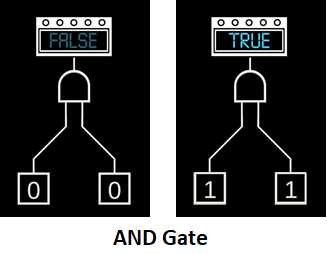 FALSE TRUE
0 0 1 1
AND Gate